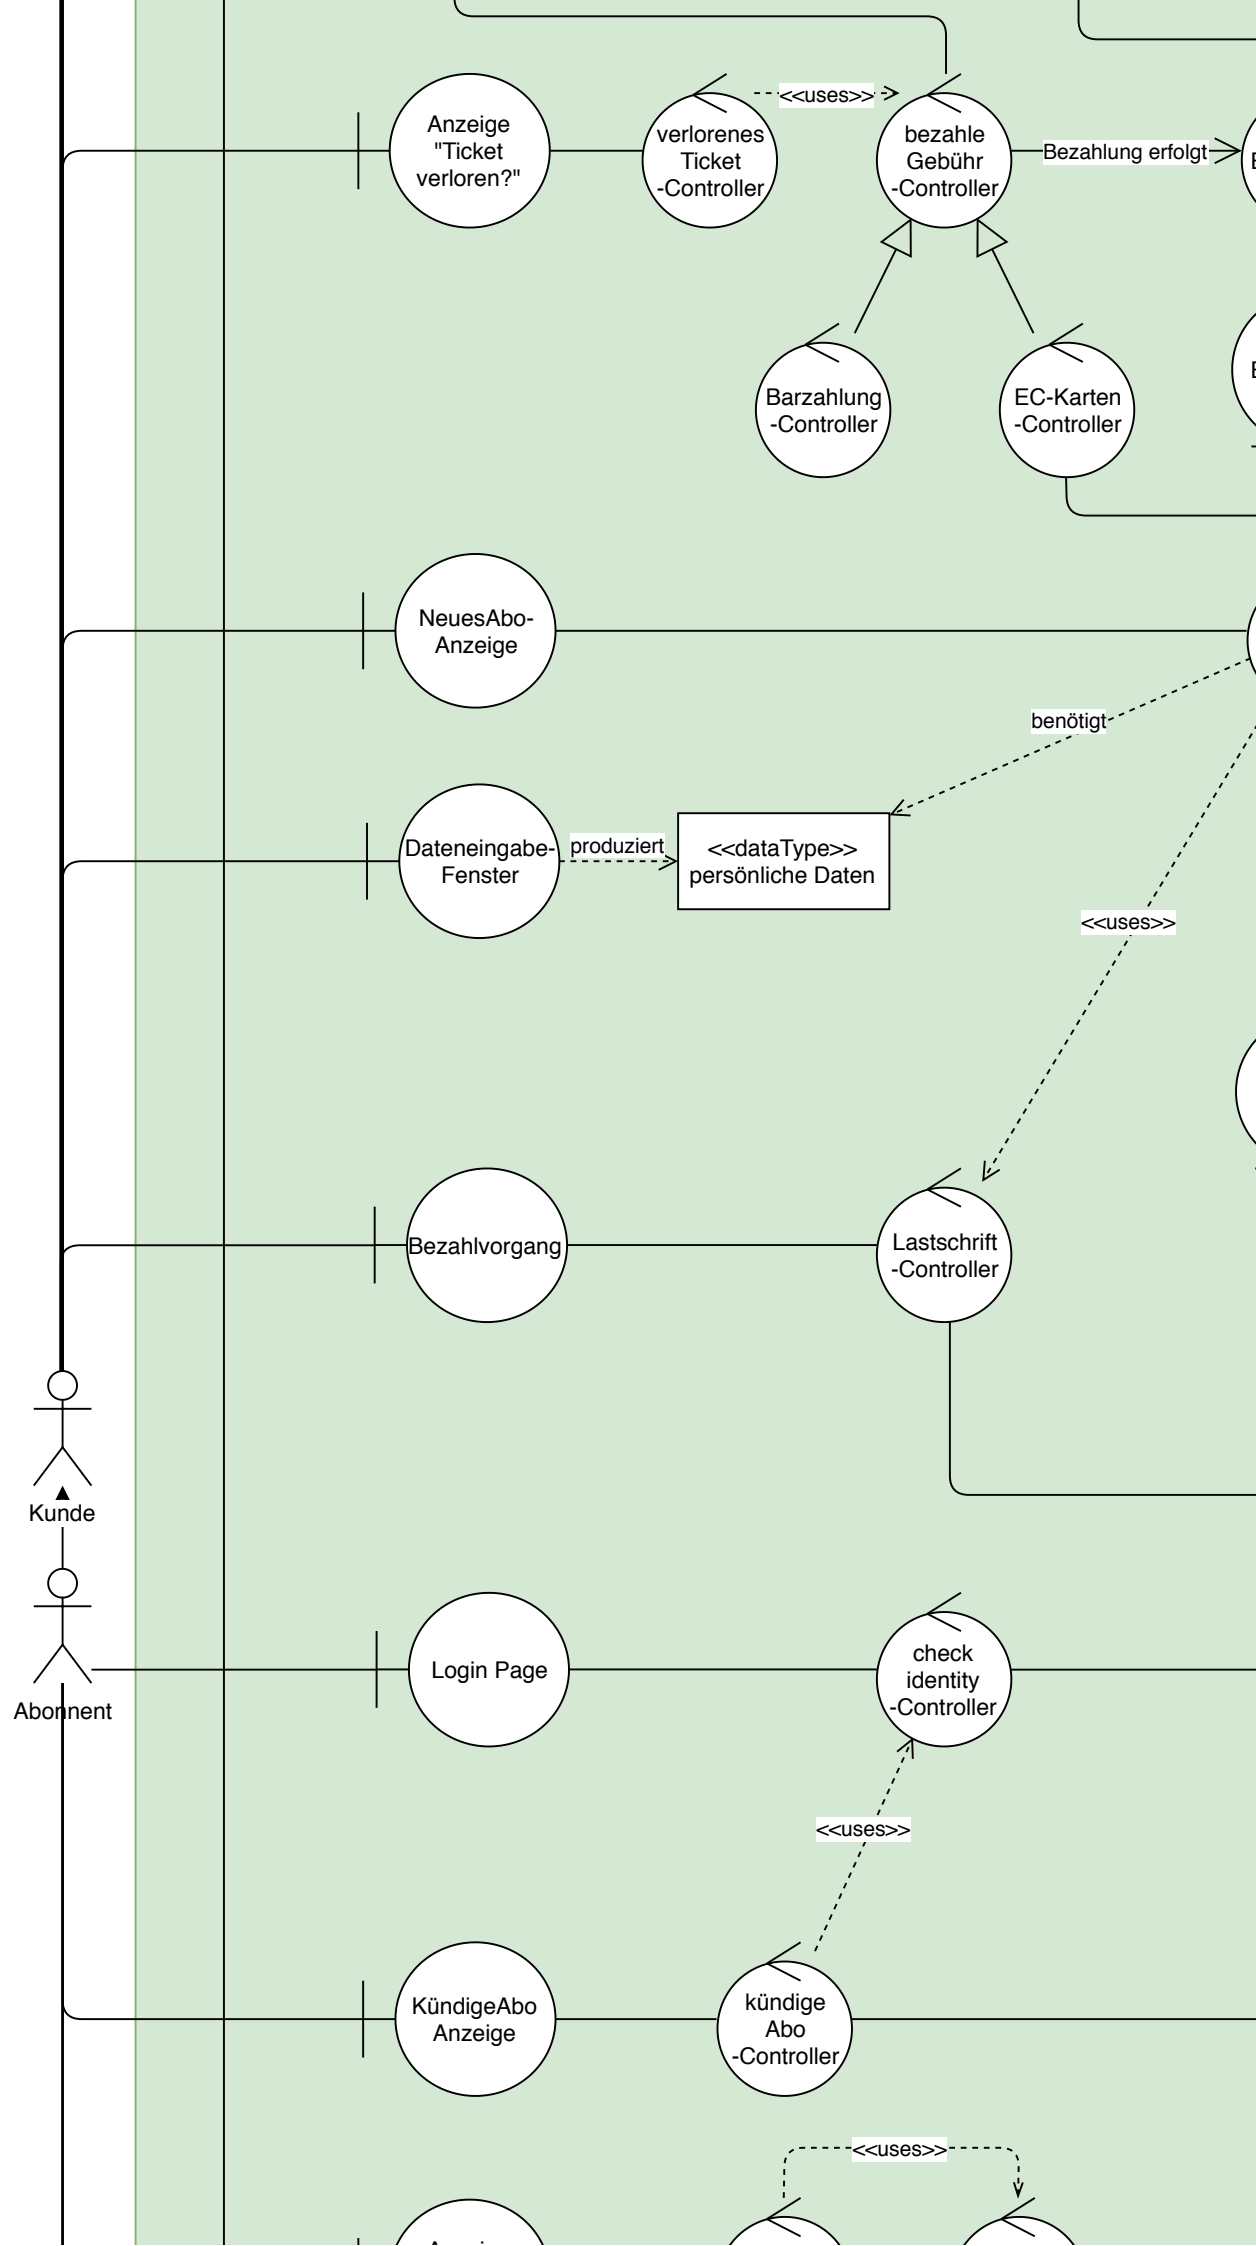 Anzeige
"Ticket
verloren?"
verlorenes
Ticket
-Controller
<<uses>>
bezahle
Gebühr
-Controller
Bezahlung erfolgt
Barzahlung
-Controller
EC-Karten
-Controller
NeuesAbo-
Anzeige
benötigt
Dateneingabe-
Fenster
produziert
<<dataType>>
persönliche Daten
<<uses>>
Bezahlvorgang
Lastschrift
-Controller
Kunde
Login Page
check
identity
-Controller
Abonnent
<<uses>>
KündigeAbo
Anzeige
kündige
Abo
-Controller
<<uses>>